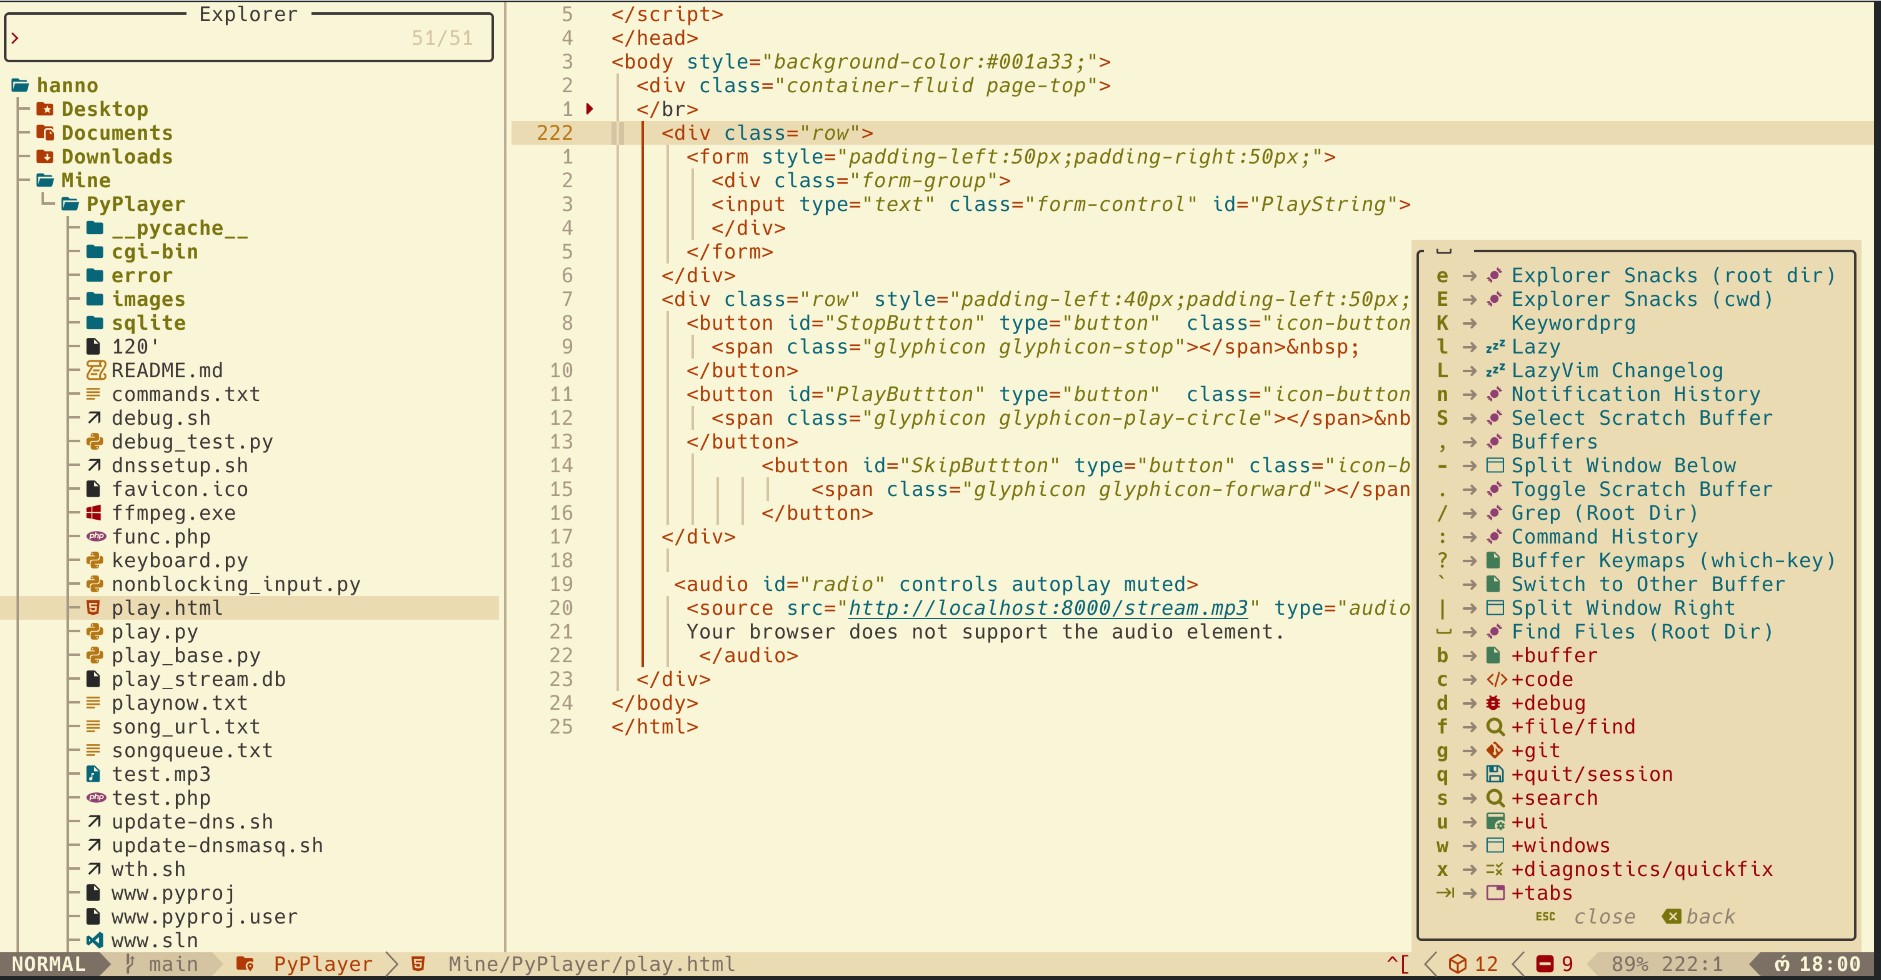 Explorer
> 51/51
hanno
Desktop
Documents
Downloads
Mine
PyPlayer
__pycache__
cgi-bin
error
images
sqlite
120'
README.md
commands.txt
debug.sh
debug_test.py
dnssetup.sh
favicon.ico
ffmpeg.exe
php func.php
keyboard.py
nonblocking_input.py
play.html
play.py
play_base.py
play_stream.db
playnow.txt
song_url.txt
songqueue.txt
test.mp3
php test.php
update-dns.sh
update-dnsmasq.sh
wth.sh
www.pyproj
www.pyproj.user
www.sln
5 </script>
4 </head>
3 <body style="background-color:#001a33;">
2 <div class="container-fluid page-top">
1 </br>
222 <div class="row">
1 <form style="padding-left:50px;padding-right:50px;">
2 <div class="form-group">
3 <input type="text" class="form-control" id="PlayString">
4 </div>
5 </form>
6 </div>
7 <div class="row" style="padding-left:40px;padding-left:50px;
8 <button id="StopButtton" type="button"  class="icon-button
9 <span class="glyphicon glyphicon-stop"></span>&nbsp;
10 </button>
11 <button id="PlayButtton" type="button"  class="icon-button
12 <span class="glyphicon glyphicon-play-circle"></span>&nb
13 </button>
14 <button id="SkipButtton" type="button" class="icon-b
15 <span class="glyphicon glyphicon-forward"></span
16 </button>
17 </div>
18
19 <audio id="radio" controls autoplay muted>
20 <source src="http://localhost:8000/stream.mp3" type="audio
21 Your browser does not support the audio element.
22 </audio>
23 </div>
24 </body>
25 </html>
e → Explorer Snacks (root dir)
E → Explorer Snacks (cwd)
K → Keywordprg
l → zzz Lazy
L → zzz LazyVim Changelog
n → Notification History
S → Select Scratch Buffer
, → Buffers
- → Split Window Below
. → Toggle Scratch Buffer
/ → Grep (Root Dir)
: → Command History
? → Buffer Keymaps (which-key)
` → Switch to Other Buffer
| → Split Window Right
␣ → Find Files (Root Dir)
b → +buffer
c → </> +code
d → +debug
f → +file/find
g → +git
q → +quit/session
s → +search
u → +ui
w → +windows
x → +diagnostics/quickfix
⇥ → +tabs
ESC close back
NORMAL main PyPlayer Mine/PyPlayer/play.html ^[ 12 9 89% 222:1 18:00